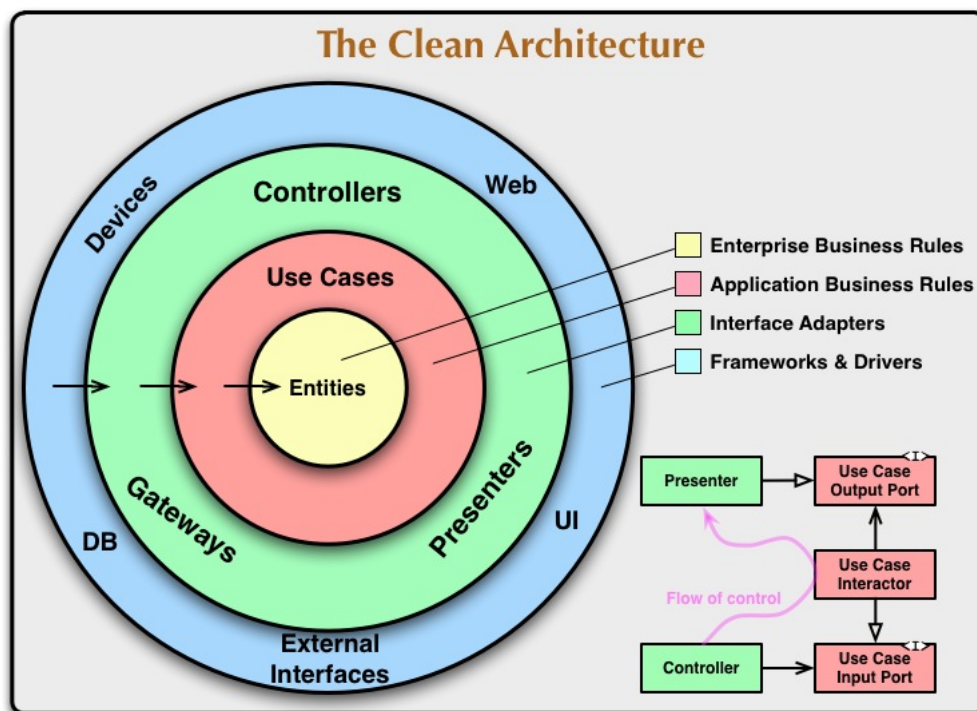 The Clean Architecture
Devices
Web
Controllers
Use Cases
Entities
Gateways
Presenters
DB
UI
External
Interfaces
Enterprise Business Rules
Application Business Rules
Interface Adapters
Frameworks & Drivers
Presenter
<I>
Use Case
Output Port
Use Case
Interactor
Flow of control
Controller
<I>
Use Case
Input Port